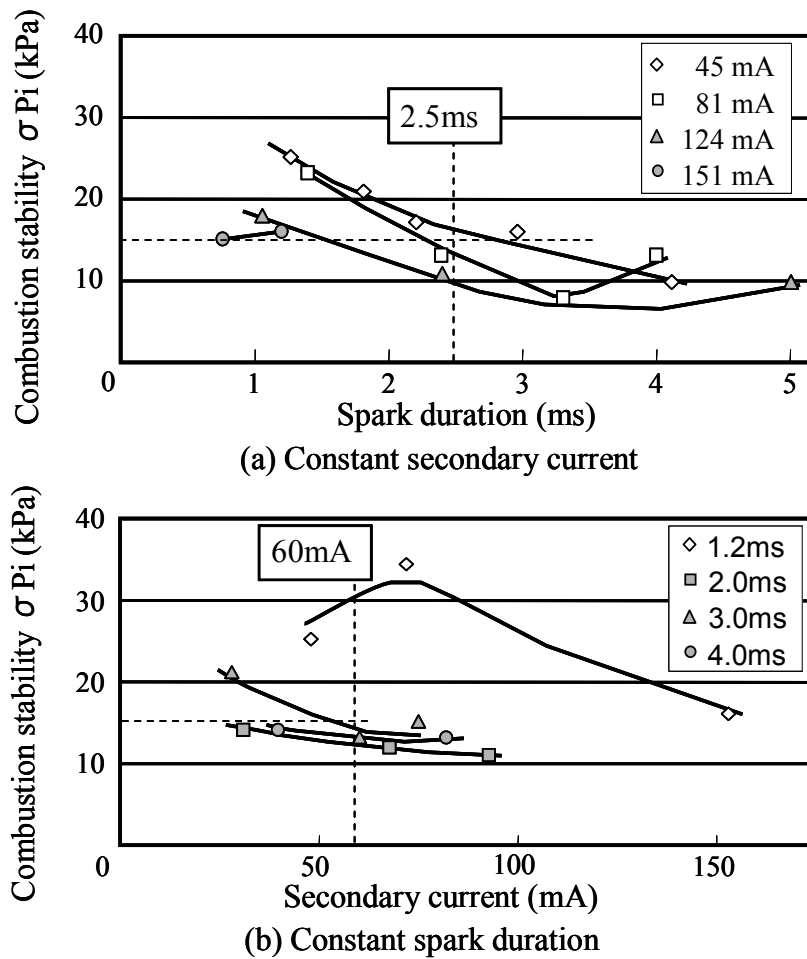 Combustion stability σ Pi (kPa)
40
30
20
10
0
2.5ms
45 mA
81 mA
124 mA
151 mA
1 2 3 4 5
Spark duration (ms)
(a) Constant secondary current
Combustion stability σ Pi (kPa)
40
30
20
10
0
60mA
1.2ms
2.0ms
3.0ms
4.0ms
50 100 150
Secondary current (mA)
(b) Constant spark duration